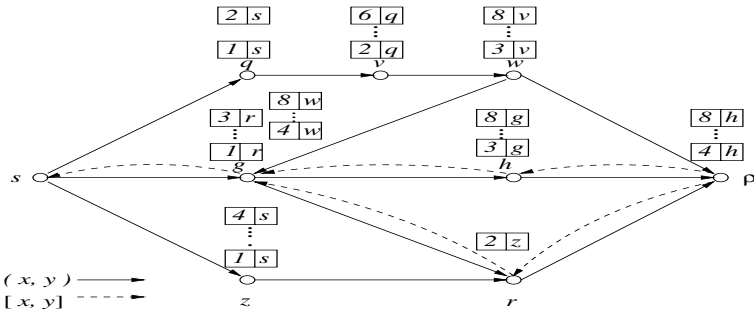 2 s 6 q 8 v
1 s 2 q 3 v
q v w
3 r 8 w 8 g 8 h
1 r 4 w 3 g 4 h
s g h ρ
4 s 2 z
1 s
( x, y )
[ x, y ] z r